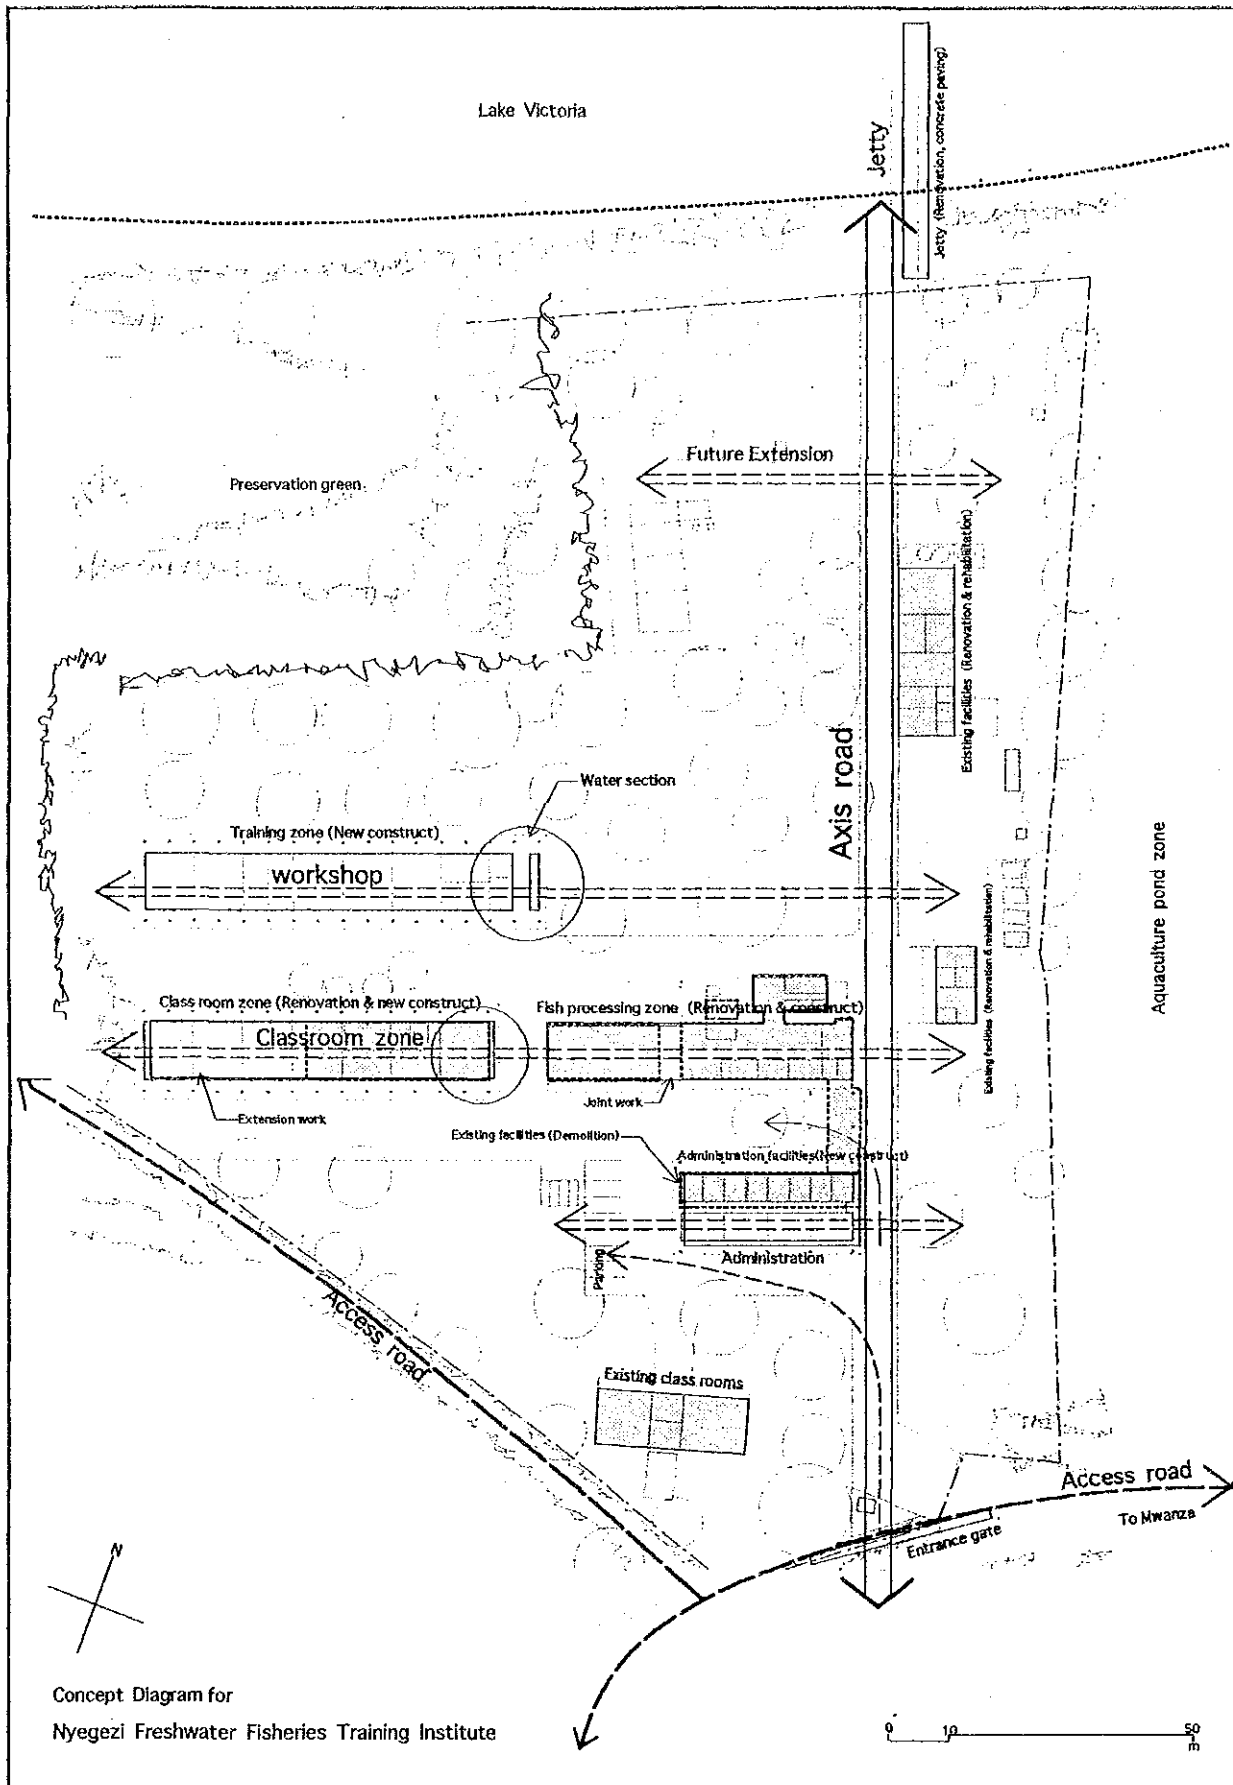 Lake Victoria
Jetty
Jetty (Renovation, concrete paving)
Future Extension
Preservation green
Existing facilities (Renovation & rehabilitation)
Axis road
Water section
Training zone (New construct)
workshop
Aquaculture pond zone
Existing facilities (Renovation & rehabilitation)
Class room zone (Renovation & new construct)
Fish processing zone (Renovation & construct)
Classroom zone
Extension work
Joint work
Existing facilities (Demolition)
Administration facilities(New construct)
Administration
Parking
Access road
Existing class rooms
Access road
To Mwanza
Entrance gate
N
Concept Diagram for
Nyegezi Freshwater Fisheries Training Institute
0 10 50
m